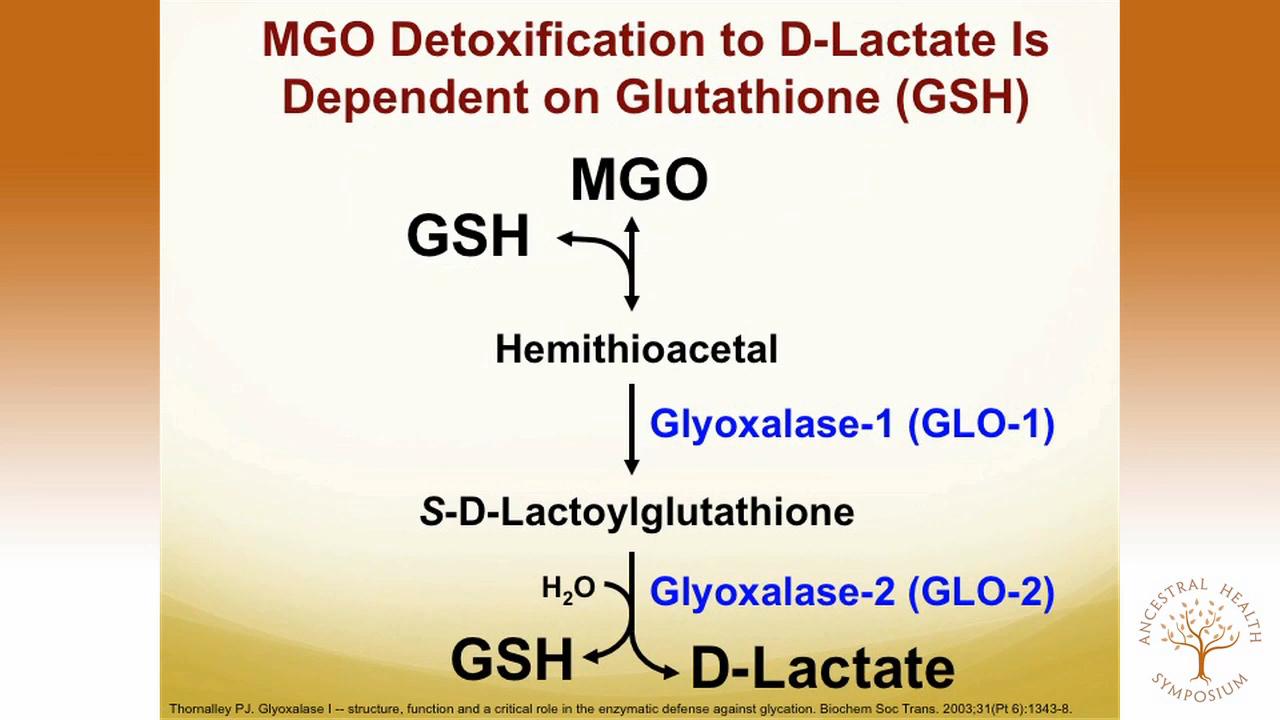 MGO Detoxification to D-Lactate Is
Dependent on Glutathione (GSH)
MGO
GSH
Hemithioacetal
Glyoxalase-1 (GLO-1)
S-D-Lactoylglutathione
H₂O
Glyoxalase-2 (GLO-2)
GSH
D-Lactate
Thornalley PJ. Glyoxalase I -- structure, function and a critical role in the enzymatic defense against glycation. Biochem Soc Trans. 2003;31(Pt 6):1343-8.
ANCESTRAL HEALTH
SYMPOSIUM